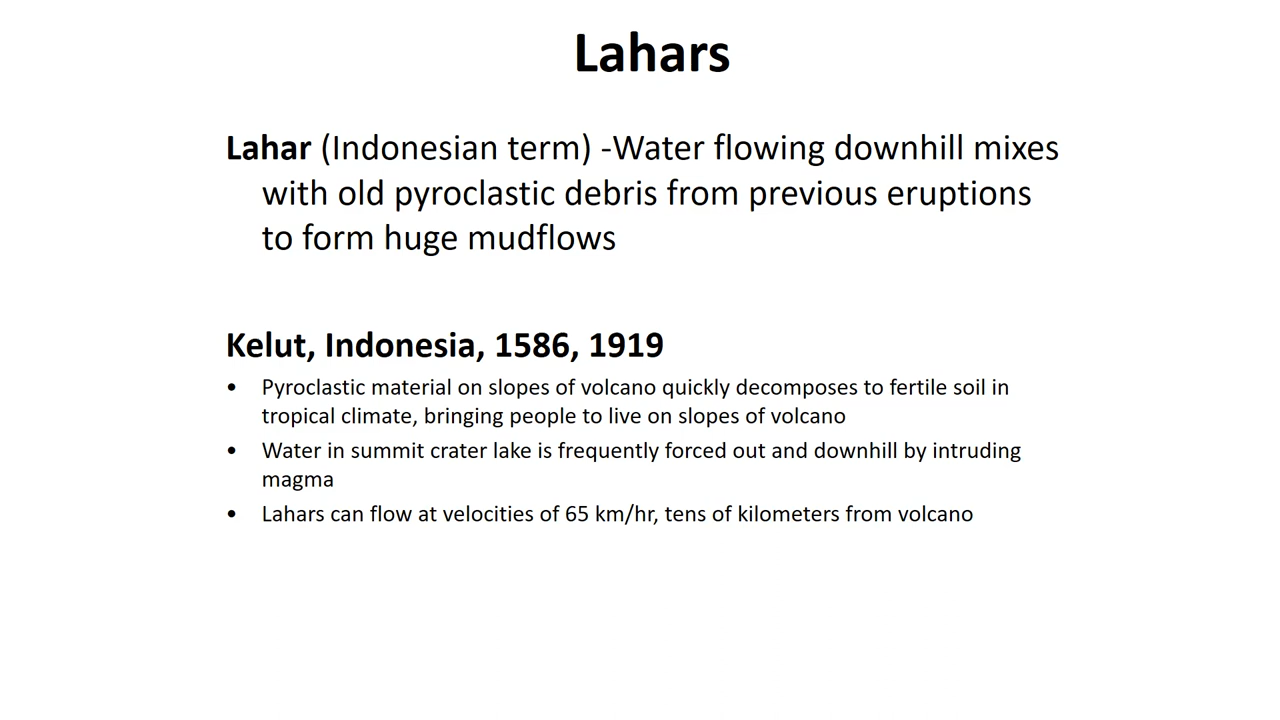 Lahars
Lahar (Indonesian term) -Water flowing downhill mixes
with old pyroclastic debris from previous eruptions
to form huge mudflows
Kelut, Indonesia, 1586, 1919
• Pyroclastic material on slopes of volcano quickly decomposes to fertile soil in
tropical climate, bringing people to live on slopes of volcano
• Water in summit crater lake is frequently forced out and downhill by intruding
magma
• Lahars can flow at velocities of 65 km/hr, tens of kilometers from volcano